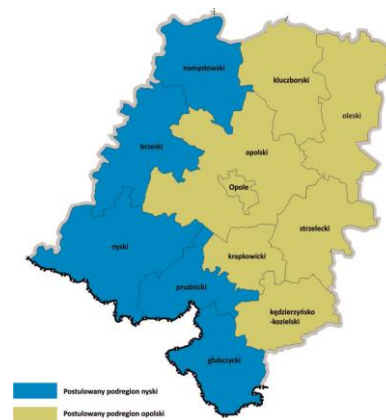 namysłowski
kluczborski
oleski
brzeski
opolski
Opole
strzelecki
nyski
krapkowicki
prudnicki
kędzierzyńsko
-kozielski
głubczycki
Postulowany podregion nyski
Postulowany podregion opolski